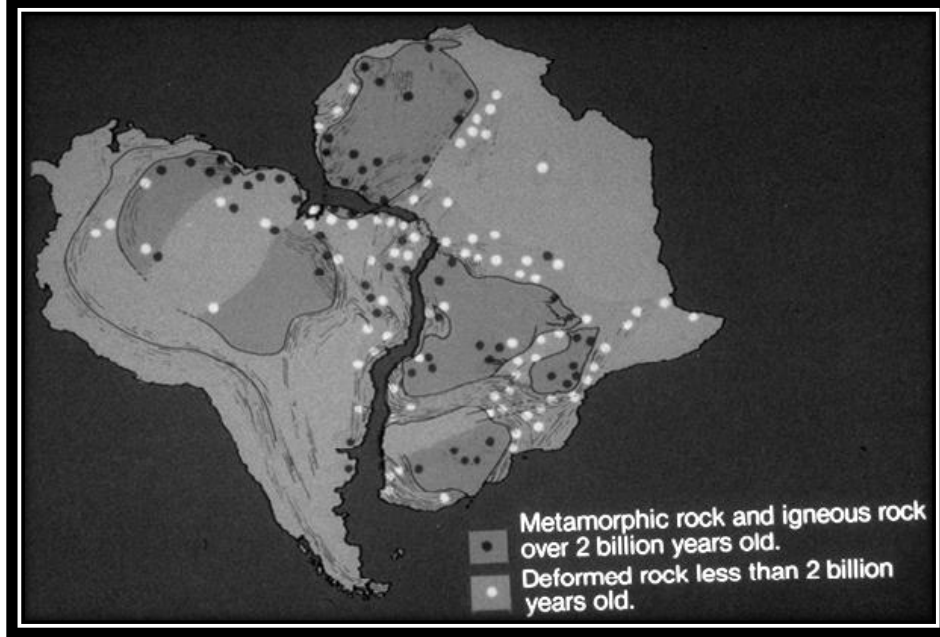 Metamorphic rock and igneous rock
over 2 billion years old.
Deformed rock less than 2 billion
years old.